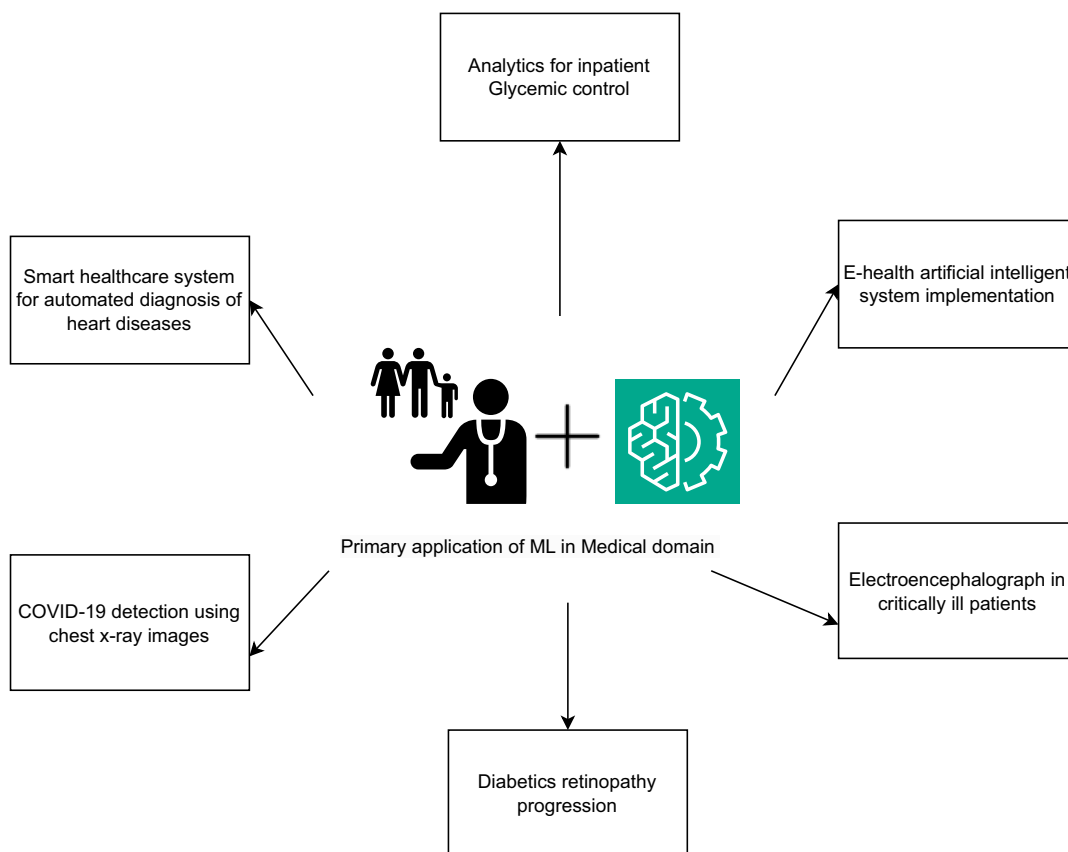 Analytics for inpatient
Glycemic control
Smart healthcare system
for automated diagnosis of
heart diseases
E-health artificial intelligent
system implementation
Primary application of ML in Medical domain
COVID-19 detection using
chest x-ray images
Electroencephalograph in
critically ill patients
Diabetics retinopathy
progression